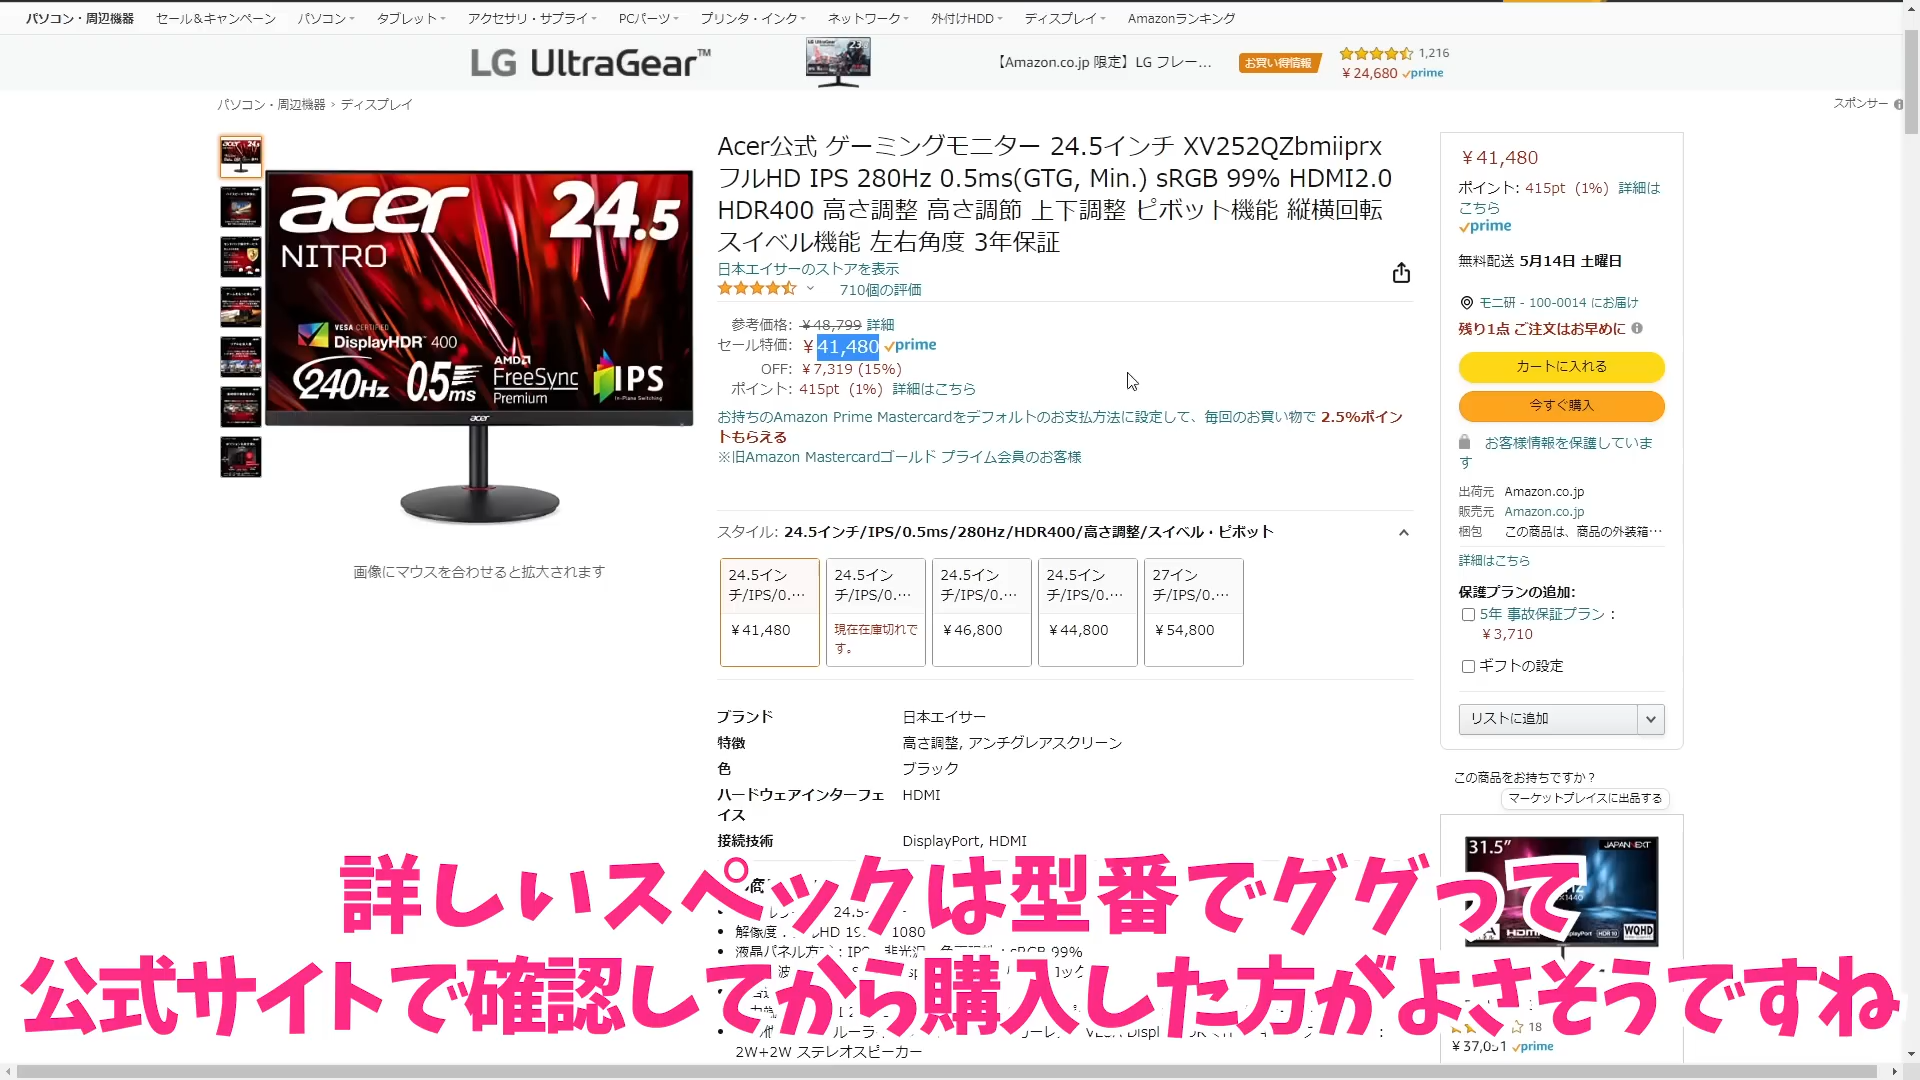 パソコン・周辺機器 セール＆キャンペーン パソコン タブレット アクセサリ・サプライ PCパーツ プリンタ・インク ネットワーク 外付けHDD ディスプレイ Amazonランキング
LG UltraGear™
【Amazon.co.jp 限定】LG フレー...
お買い得情報
1,216
￥24,680 prime
パソコン・周辺機器 › ディスプレイ
スポンサー
acer
NITRO
24.5
VESA CERTIFIED
DisplayHDR 400
240Hz
0.5ms
AMD
FreeSync
Premium
IPS
In-Plane Switching
acer
画像にマウスを合わせると拡大されます
Acer公式 ゲーミングモニター 24.5インチ XV252QZbmiiprx
フルHD IPS 280Hz 0.5ms(GTG, Min.) sRGB 99% HDMI2.0
HDR400 高さ調整 高さ調節 上下調整 ピボット機能 縦横回転
スイベル機能 左右角度 3年保証
日本エイサーのストアを表示
710個の評価
参考価格: ￥48,799 詳細
セール特価: ￥41,480 prime
OFF: ￥7,319 (15%)
ポイント: 415pt (1%) 詳細はこちら
お持ちのAmazon Prime Mastercardをデフォルトのお支払方法に設定して、毎回のお買い物で 2.5%ポイン
トもらえる
※旧Amazon Mastercardゴールド プライム会員のお客様
スタイル: 24.5インチ/IPS/0.5ms/280Hz/HDR400/高さ調整/スイベル・ピボット
24.5イン
チ/IPS/0....
￥41,480
24.5イン
チ/IPS/0....
現在在庫切れで
す。
24.5イン
チ/IPS/0....
￥46,800
24.5イン
チ/IPS/0....
￥44,800
27イン
チ/IPS/0....
￥54,800
ブランド 日本エイサー
特徴 高さ調整, アンチグレアスクリーン
色 ブラック
ハードウェアインターフェ
イス HDMI
接続技術 DisplayPort, HDMI
2W+2W ステレオスピーカー
￥41,480
ポイント: 415pt (1%) 詳細は
こちら
prime
無料配送 5月14日 土曜日
モニ研 - 100-0014 にお届け
残り1点 ご注文はお早めに
カートに入れる
今すぐ購入
お客様情報を保護していま
す
出荷元 Amazon.co.jp
販売元 Amazon.co.jp
梱包 この商品は、商品の外装箱…
詳細はこちら
保護プランの追加:
5年 事故保証プラン：
￥3,710
ギフトの設定
リストに追加
この商品をお持ちですか？
マーケットプレイスに出品する
31.5"
JAPANNEXT
WQHD
18
prime
詳しいスペックは型番でググって
公式サイトで確認してから購入した方がよさそうですね